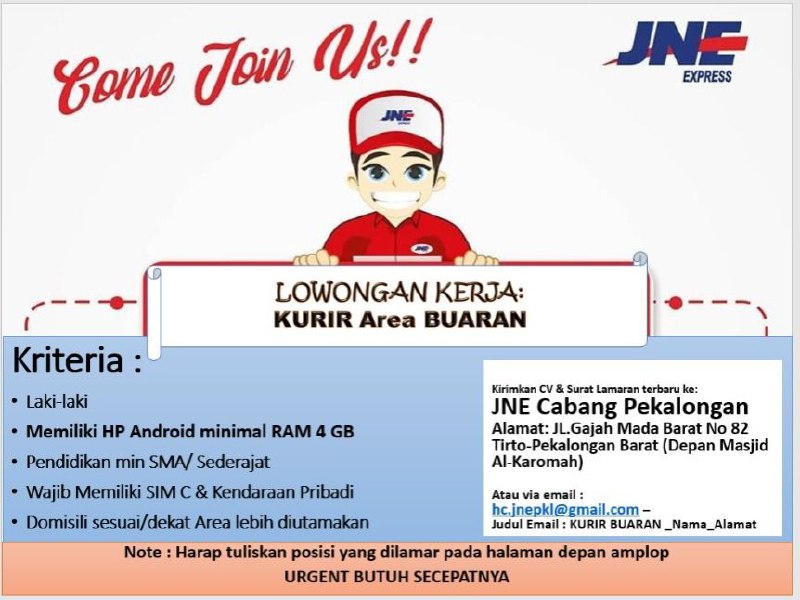 Come Join Us!!
JNE
EXPRESS
JNE
EXPRESS
JNE
LOWONGAN KERJA:
KURIR Area BUARAN
Kriteria :
• Laki-laki
• Memiliki HP Android minimal RAM 4 GB
• Pendidikan min SMA/ Sederajat
• Wajib Memiliki SIM C & Kendaraan Pribadi
• Domisili sesuai/dekat Area lebih diutamakan
Kirimkan CV & Surat Lamaran terbaru ke:
JNE Cabang Pekalongan
Alamat: JL.Gajah Mada Barat No 82
Tirto-Pekalongan Barat (Depan Masjid
Al-Karomah)
Atau via email :
hc.jnepkl@gmail.com –
Judul Email : KURIR BUARAN _Nama_Alamat
Note : Harap tuliskan posisi yang dilamar pada halaman depan amplop
URGENT BUTUH SECEPATNYA